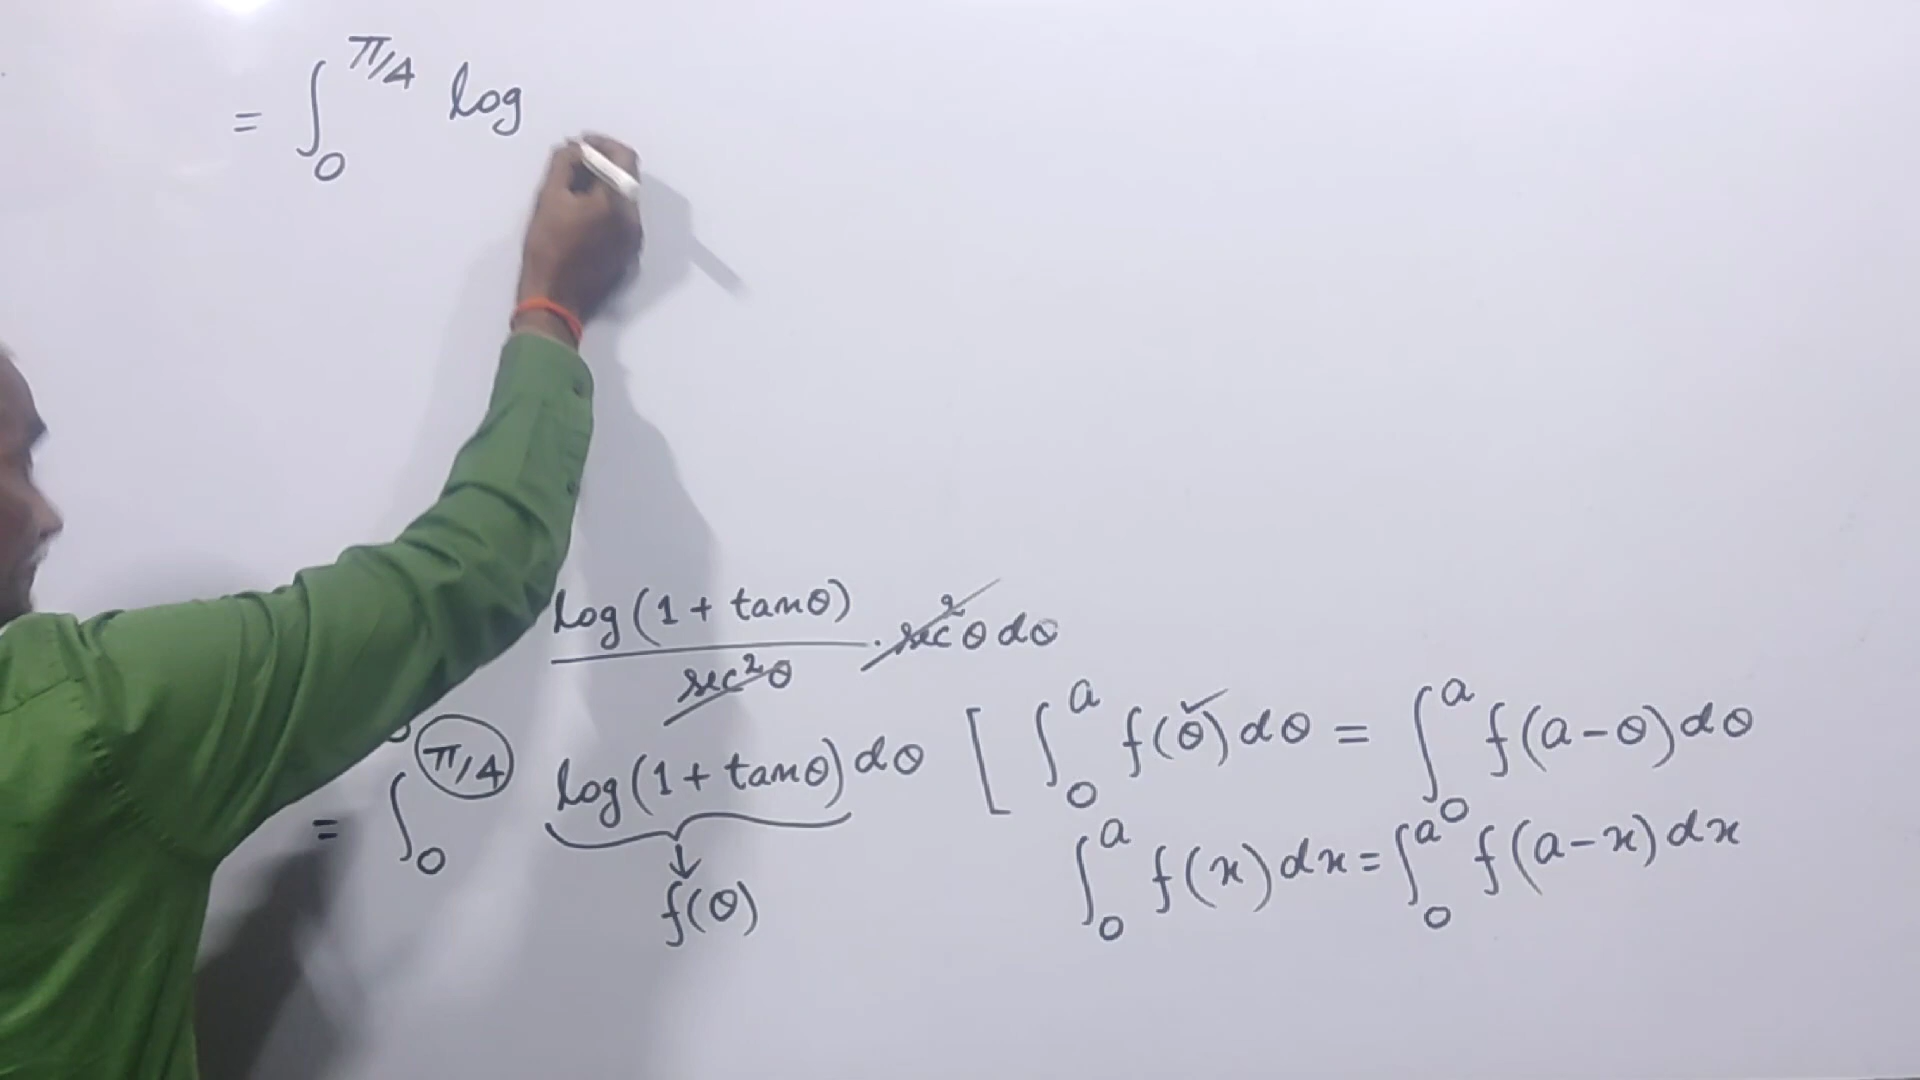 = ∫₀^π/4 log
log(1 + tanθ) / sec²θ · sec²θ dθ
= ∫₀^π/4 log(1 + tanθ) dθ [ ∫₀^a f(θ) dθ = ∫₀^a f(a-θ) dθ
↓ ∫₀^a f(x) dx = ∫₀^a f(a-x) dx
f(θ)